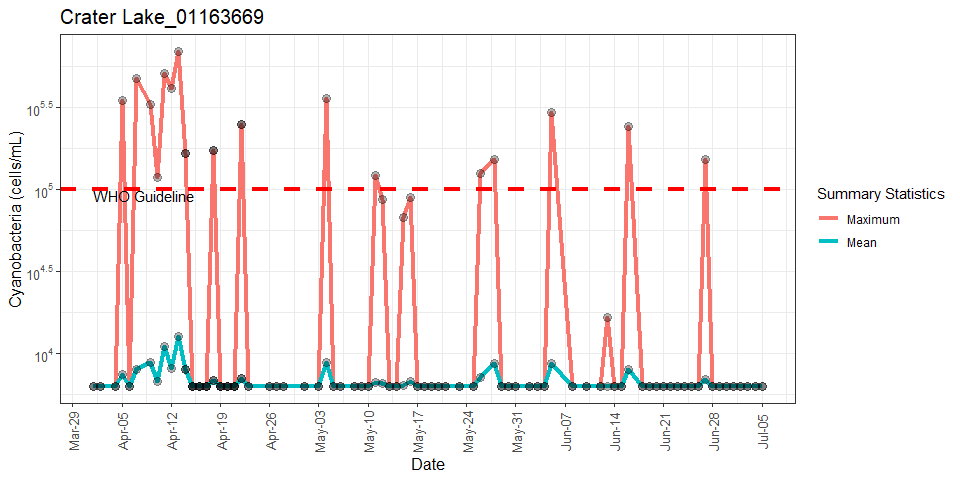 Crater Lake_01163669
Cyanobacteria (cells/mL)
10^5.5
10^5
10^4.5
10^4
WHO Guideline
Mar-29
Apr-05
Apr-12
Apr-19
Apr-26
May-03
May-10
May-17
May-24
May-31
Jun-07
Jun-14
Jun-21
Jun-28
Jul-05
Date
Summary Statistics
Maximum
Mean